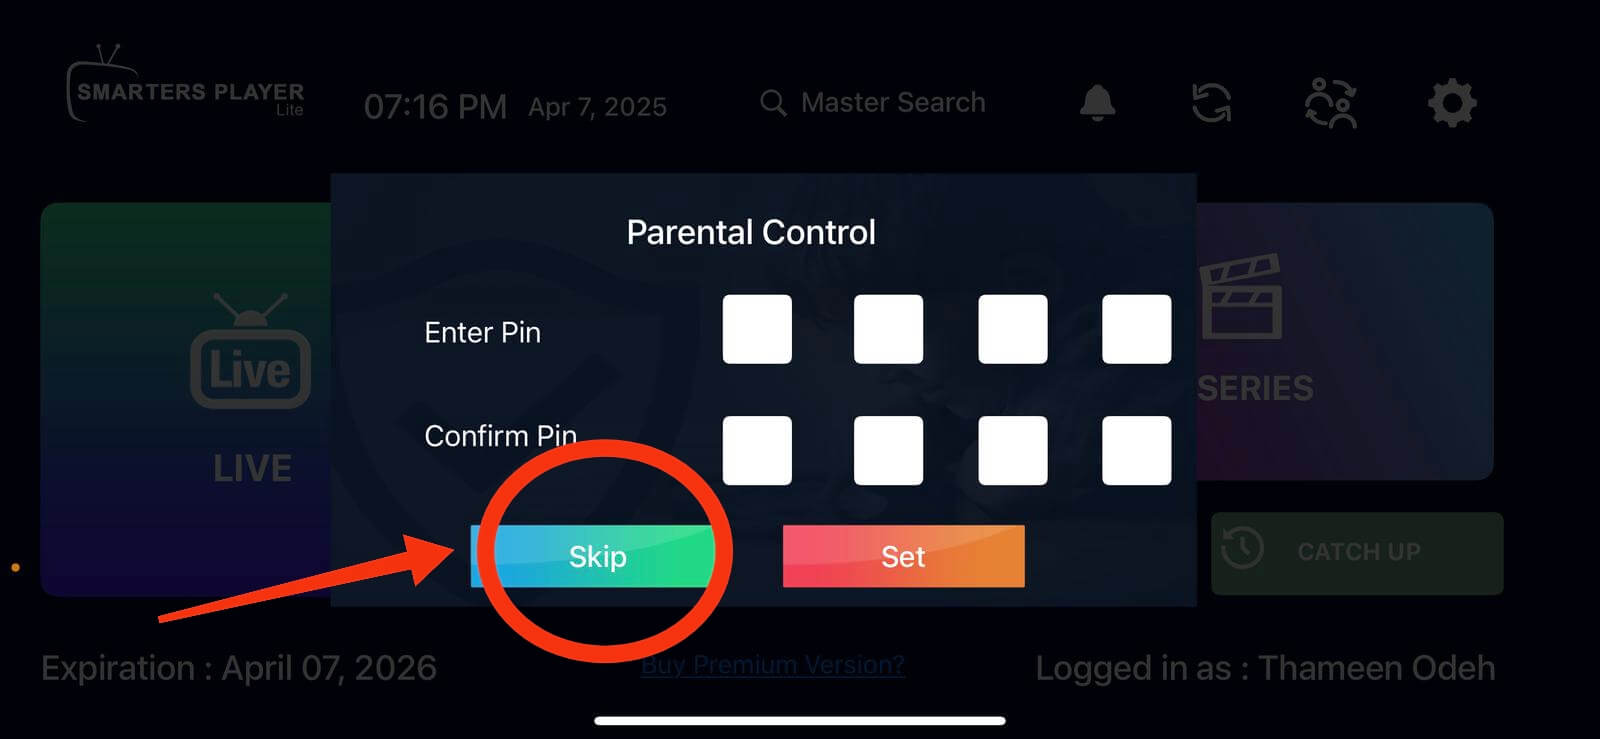 SMARTERS PLAYER
Lite
07:16 PM Apr 7, 2025
Master Search
Parental Control
Enter Pin
Confirm Pin
Skip
Set
Live
LIVE
SERIES
CATCH UP
Expiration : April 07, 2026
Buy Premium Version?
Logged in as : Thameen Odeh